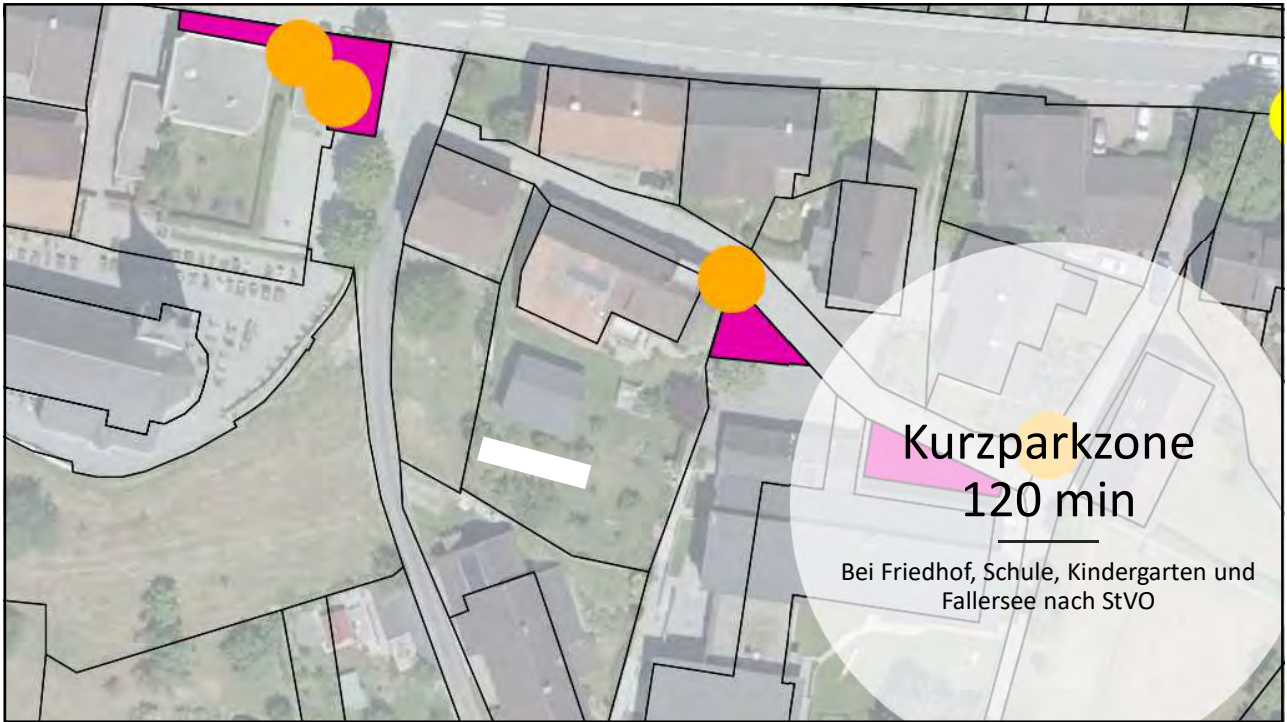 Kurzparkzone
120 min
Bei Friedhof, Schule, Kindergarten und
Fallersee nach StVO